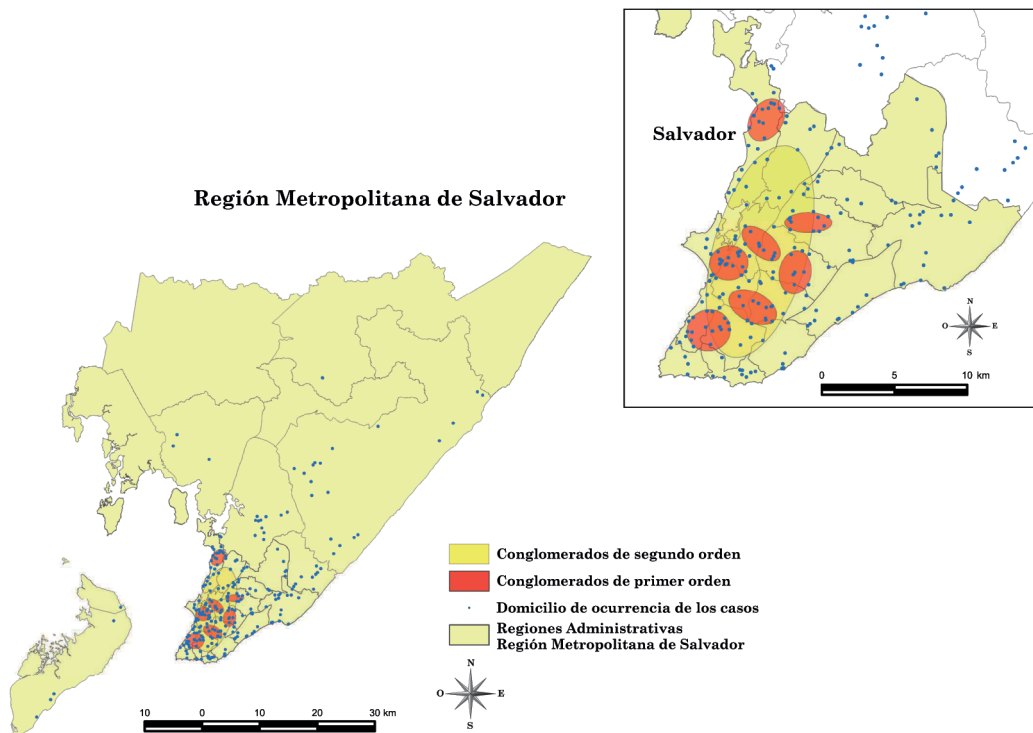 Salvador
N
O E
S
0 5 10 km
Región Metropolitana de Salvador
Conglomerados de segundo orden
Conglomerados de primer orden
Domicilio de ocurrencia de los casos
Regiones Administrativas
Región Metropolitana de Salvador
N
O E
S
10 0 10 20 30 km